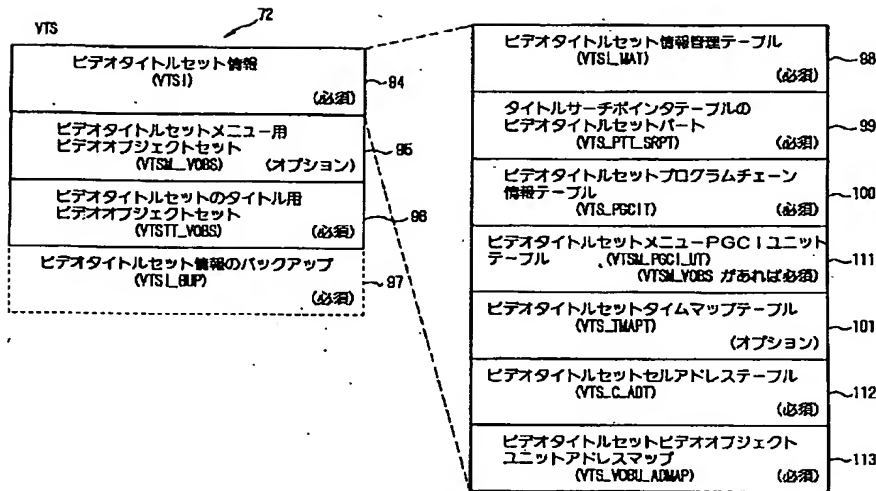 VTS
72
ビデオタイトルセット情報
(VTSI)
(必須)
94
ビデオタイトルセットメニュー用
ビデオオブジェクトセット
(VTSM_VOBS) (オプション)
95
ビデオタイトルセットのタイトル用
ビデオオブジェクトセット
(VTSTT_VOBS) (必須)
96
ビデオタイトルセット情報のバックアップ
(VTSI_BUP)
(必須)
97
ビデオタイトルセット情報管理テーブル
(VTSI_MAT)
(必須)
98
タイトルサーチポインタテーブルの
ビデオタイトルセットパート
(VTS_PTT_SRPT) (必須)
99
ビデオタイトルセットプログラムチェーン
情報テーブル
(VTS_PGCIT) (必須)
100
ビデオタイトルセットメニューPGCIユニット
テーブル (VTSM_PGCI_UT)
(VTSM_VOBS があれば必須)
111
ビデオタイトルセットタイムマップテーブル
(VTS_TMAPT)
(オプション)
101
ビデオタイトルセットセルアドレステーブル
(VTS_C_ADT)
(必須)
112
ビデオタイトルセットビデオオブジェクト
ユニットアドレスマップ
(VTS_VOBU_ADMAP) (必須)
113